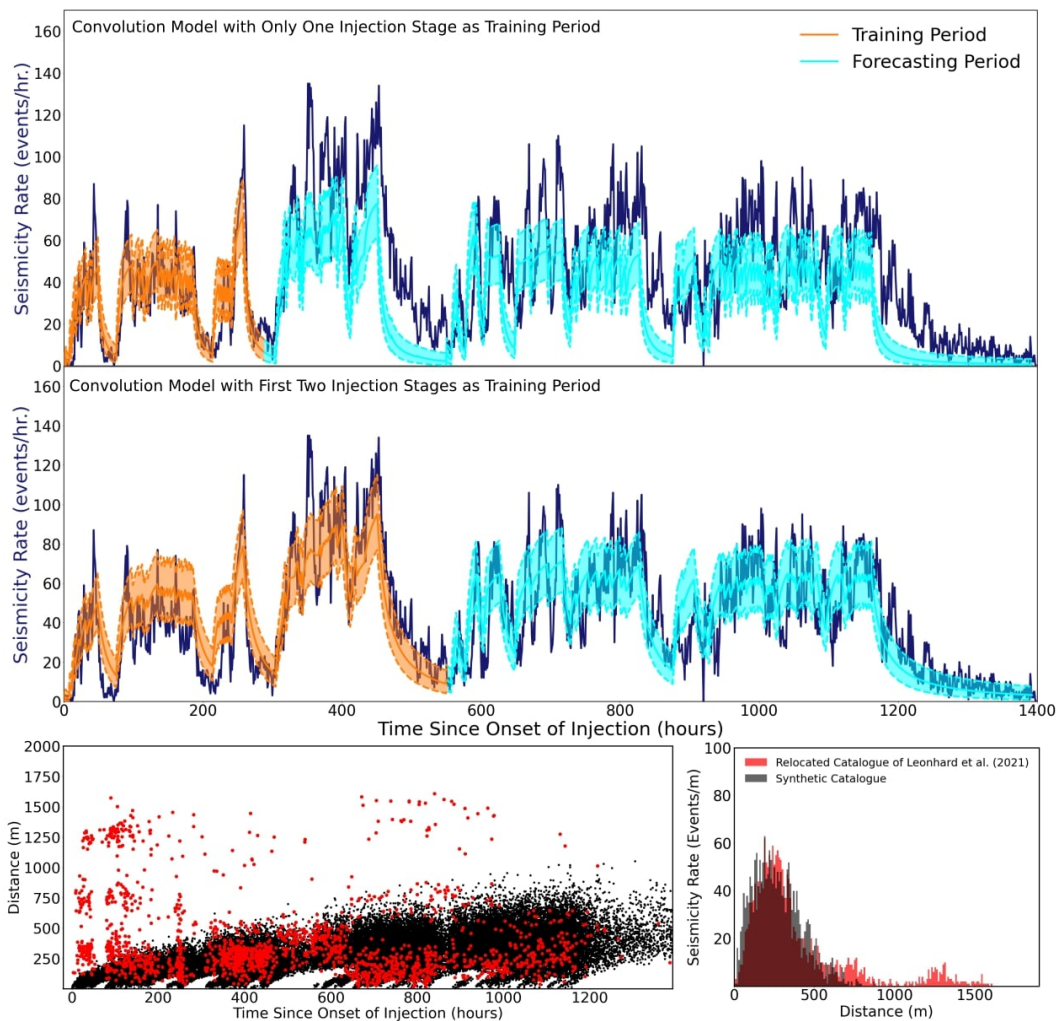 Convolution Model with Only One Injection Stage as Training Period
Training Period
Forecasting Period
Seismicity Rate (events/hr.)
160
140
120
100
80
60
40
20
0
Convolution Model with First Two Injection Stages as Training Period
Seismicity Rate (events/hr.)
160
140
120
100
80
60
40
20
0
0 200 400 600 800 1000 1200 1400
Time Since Onset of Injection (hours)
Distance (m)
2000
1750
1500
1250
1000
750
500
250
0 200 400 600 800 1000 1200
Time Since Onset of Injection (hours)
Relocated Catalogue of Leonhard et al. (2021)
Synthetic Catalogue
Seismicity Rate (Events/m)
100
80
60
40
20
0 500 1000 1500
Distance (m)